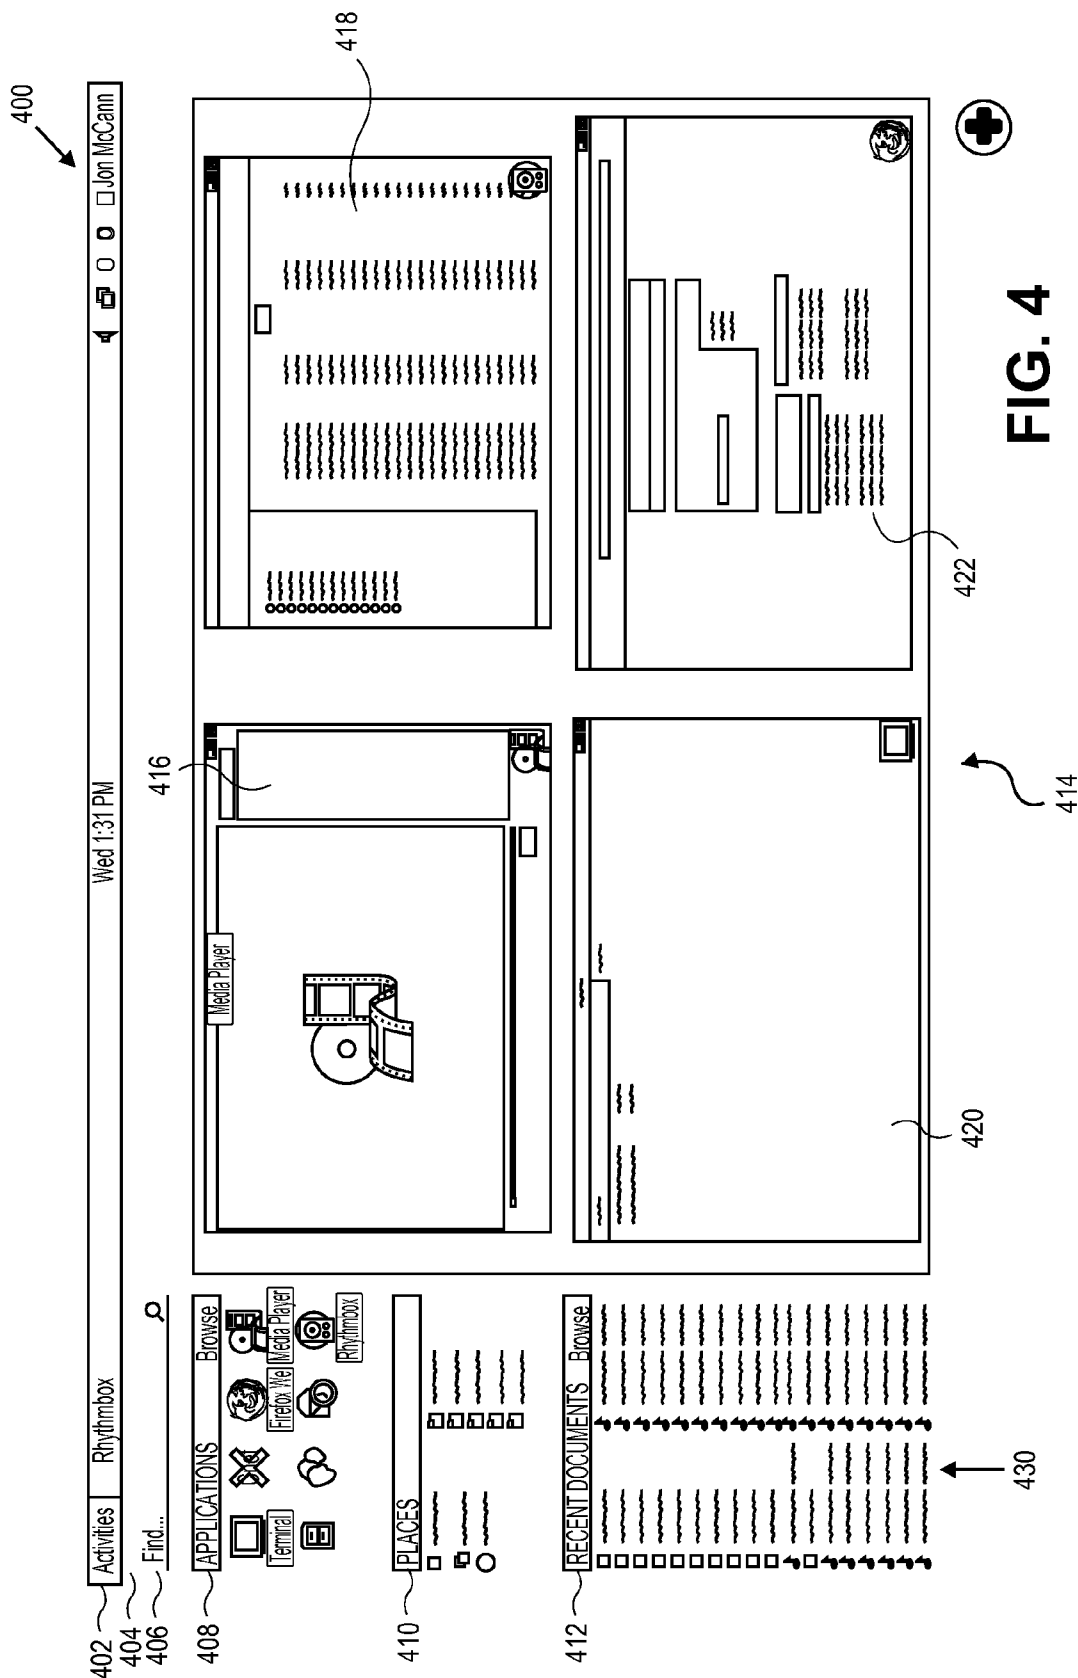 400
Activities Rhythmbox Wed 1:31 PM Jon McCann
402
404
Find...
406
APPLICATIONS Browse
408
Terminal Firefox We Media Player
Rhythmbox
PLACES
410
RECENT DOCUMENTS Browse
412
430
Media Player
416
418
420
422
414
FIG. 4